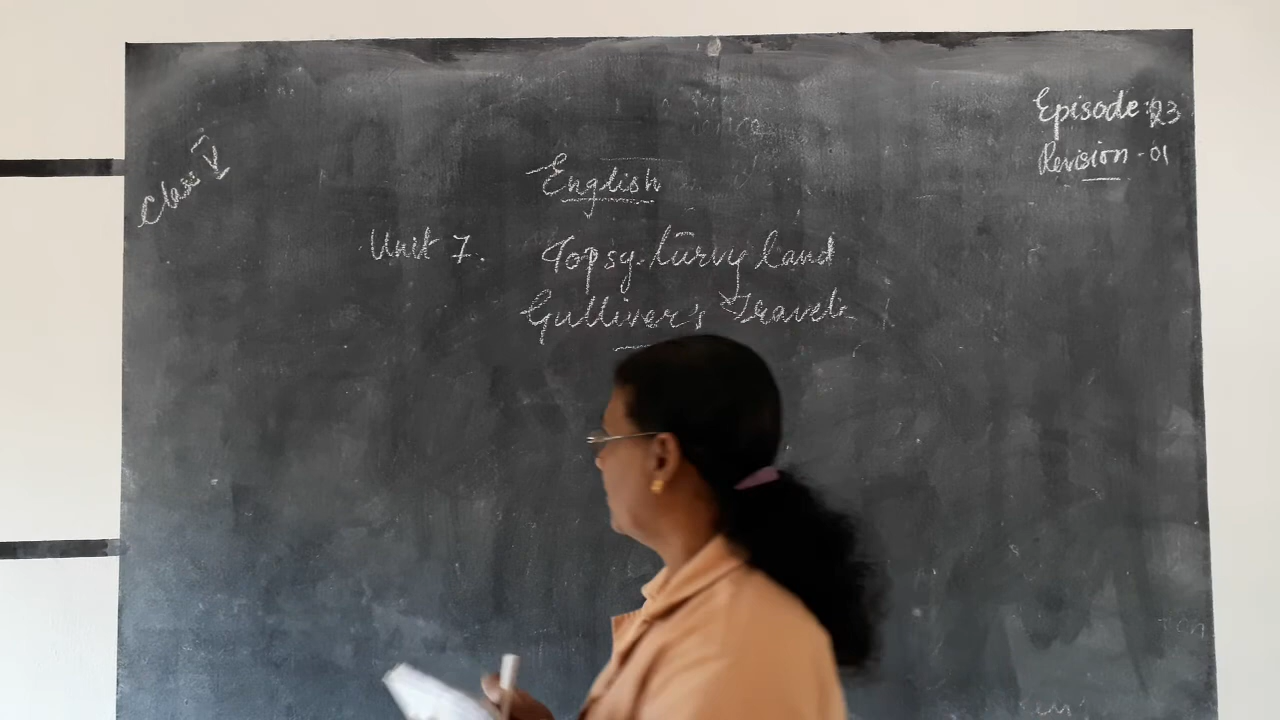 Class V
Episode: 23
Revision - 01
English
Unit 7. Topsy-turvy land
Gulliver's Travels